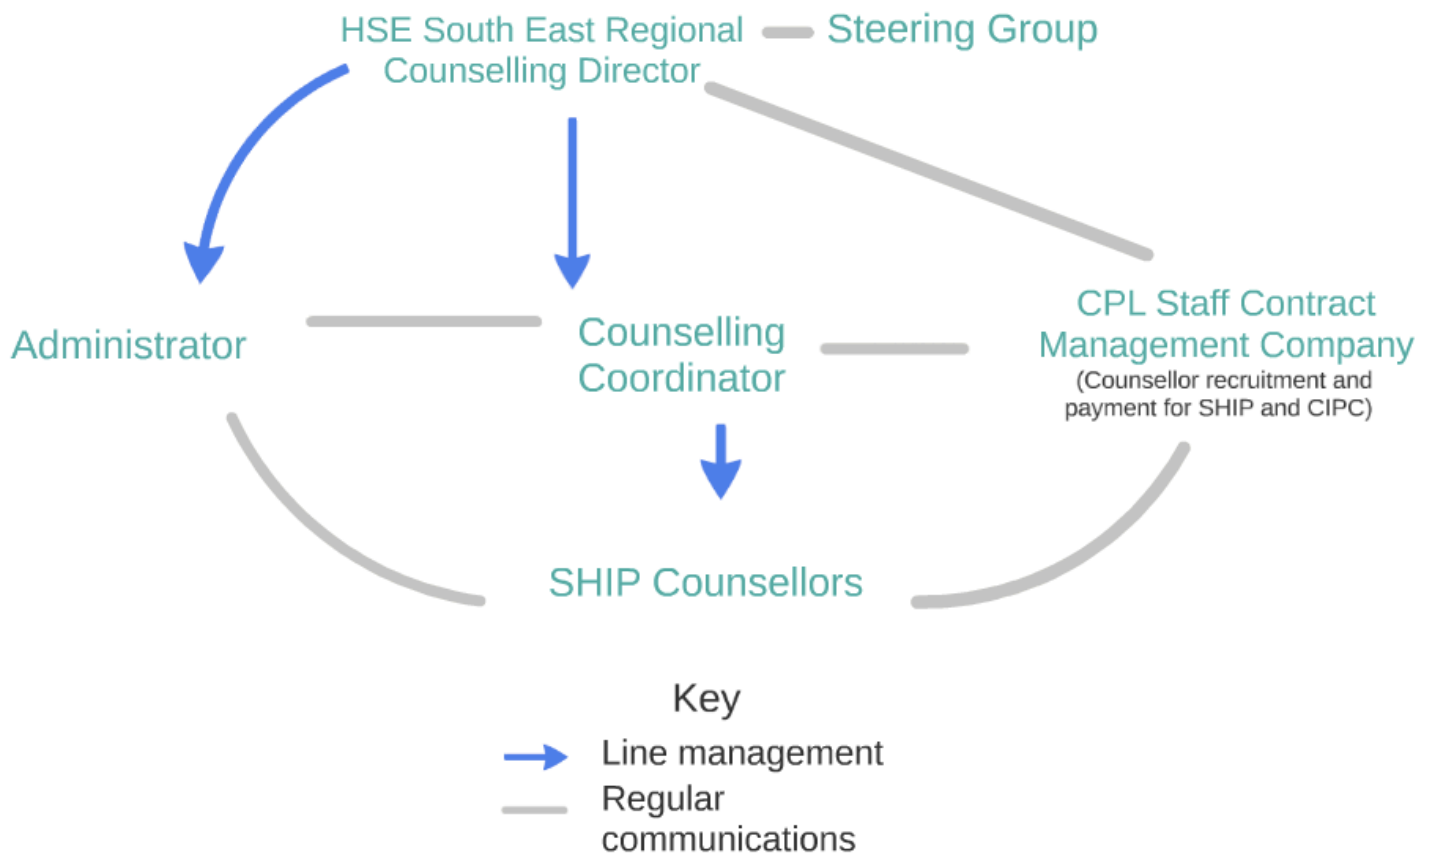 HSE South East Regional
Counselling Director
Steering Group
Administrator
Counselling
Coordinator
CPL Staff Contract
Management Company
(Counsellor recruitment and
payment for SHIP and CIPC)
SHIP Counsellors
Key
Line management
Regular
communications